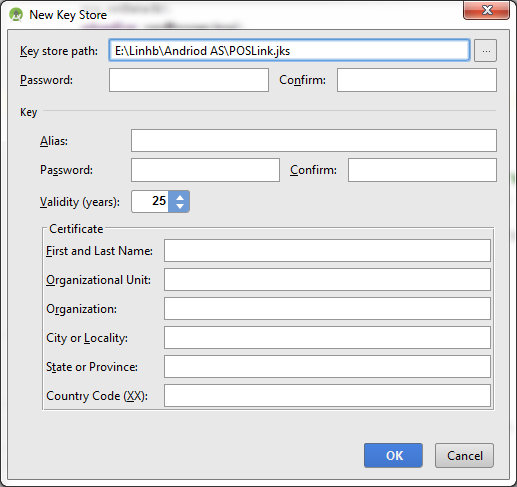 New Key Store
Key store path: E:\Linhb\Andriod AS\POSLink.jks ...
Password: Confirm:
Key
Alias:
Password: Confirm:
Validity (years): 25
Certificate
First and Last Name:
Organizational Unit:
Organization:
City or Locality:
State or Province:
Country Code (XX):
OK Cancel